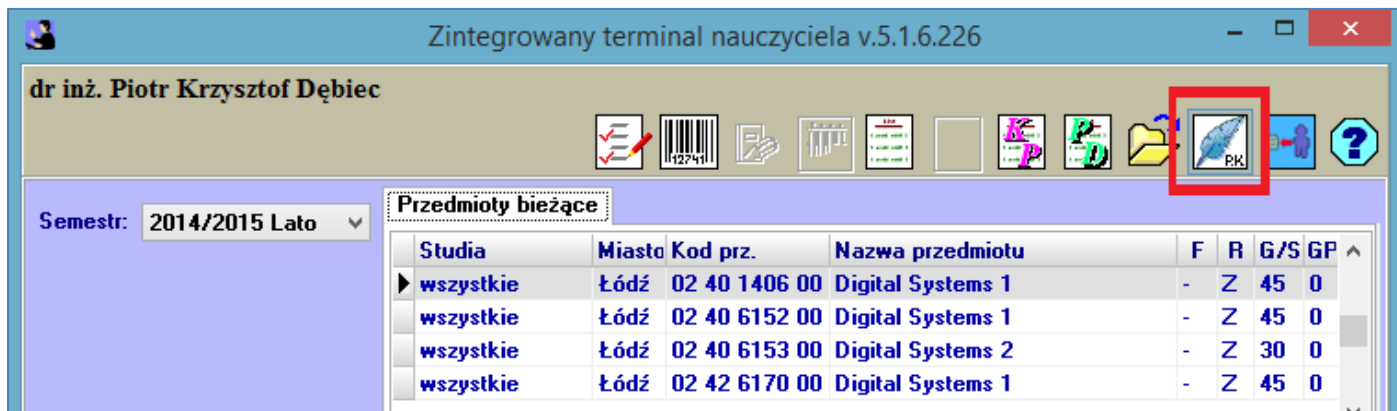 Zintegrowany terminal nauczyciela v.5.1.6.226
dr inż. Piotr Krzysztof Dębiec
12741
K P
P D
P.K.
?
Semestr: 2014/2015 Lato
Przedmioty bieżące
Studia Miasto Kod prz. Nazwa przedmiotu F R G/S GP
wszystkie Łódź 02 40 1406 00 Digital Systems 1 - Z 45 0
wszystkie Łódź 02 40 6152 00 Digital Systems 1 - Z 45 0
wszystkie Łódź 02 40 6153 00 Digital Systems 2 - Z 30 0
wszystkie Łódź 02 42 6170 00 Digital Systems 1 - Z 45 0